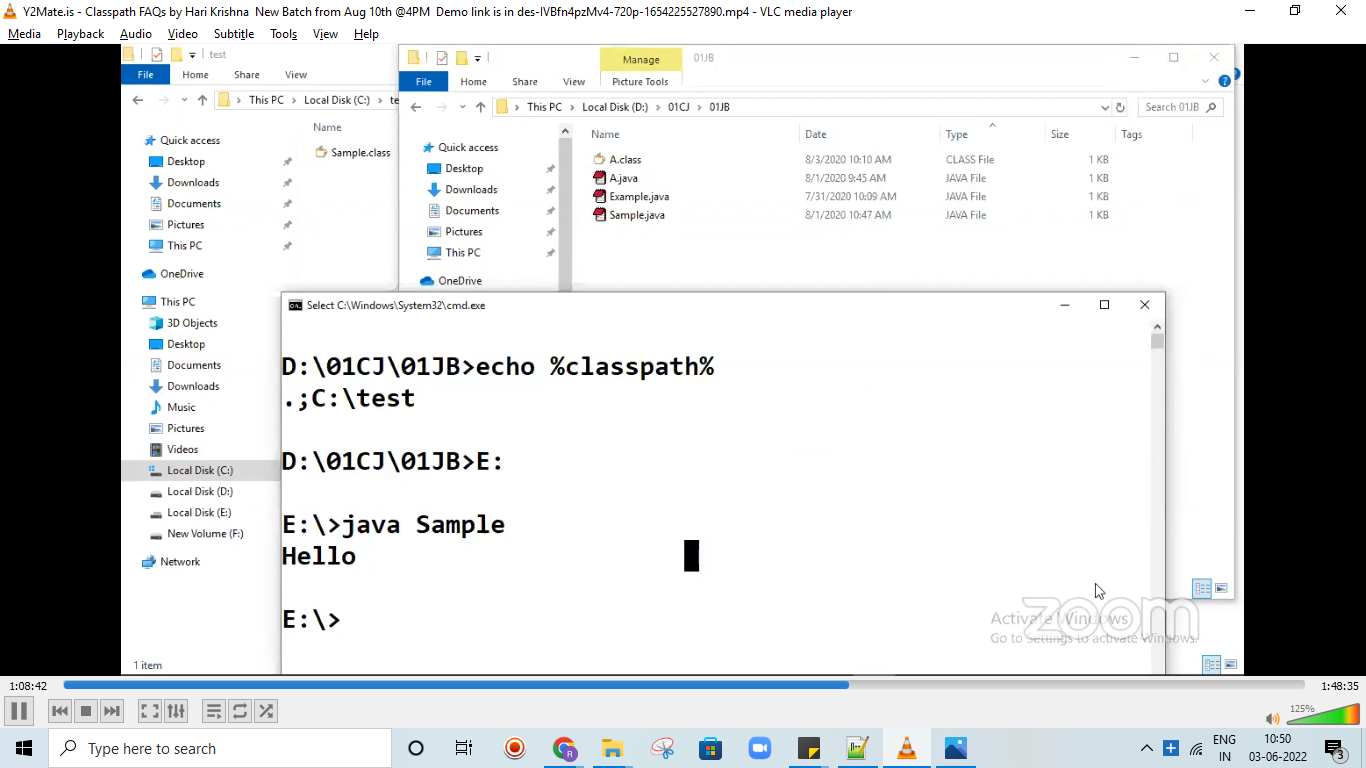 Y2Mate.is - Classpath FAQs by Hari Krishna  New Batch from Aug 10th @4PM  Demo link is in des-IVBfn4pzMv4-720p-1654225527890.mp4 - VLC media player
Media Playback Audio Video Subtitle Tools View Help
test
File Home Share View
This PC > Local Disk (C:) > te
Quick access
Desktop
Downloads
Documents
Pictures
This PC
OneDrive
This PC
3D Objects
Desktop
Documents
Downloads
Music
Pictures
Videos
Local Disk (C:)
Local Disk (D:)
Local Disk (E:)
New Volume (F:)
Network
1 item
Name
Sample.class
Manage 01JB
File Home Share View Picture Tools
This PC > Local Disk (D:) > 01CJ > 01JB Search 01JB
Quick access
Desktop
Downloads
Documents
Pictures
This PC
OneDrive
Name Date Type Size Tags
A.class 8/3/2020 10:10 AM CLASS File 1 KB
A.java 8/1/2020 9:45 AM JAVA File 1 KB
Example.java 7/31/2020 10:09 AM JAVA File 1 KB
Sample.java 8/1/2020 10:47 AM JAVA File 1 KB
Select C:\Windows\System32\cmd.exe
D:\01CJ\01JB>echo %classpath%
.;C:\test
D:\01CJ\01JB>E:
E:\>java Sample
Hello
E:\>
zoom
Activate Windows
Go to Settings to activate Windows.
1:08:42 1:48:35
125%
Type here to search
ENG 10:50
IN 03-06-2022
3